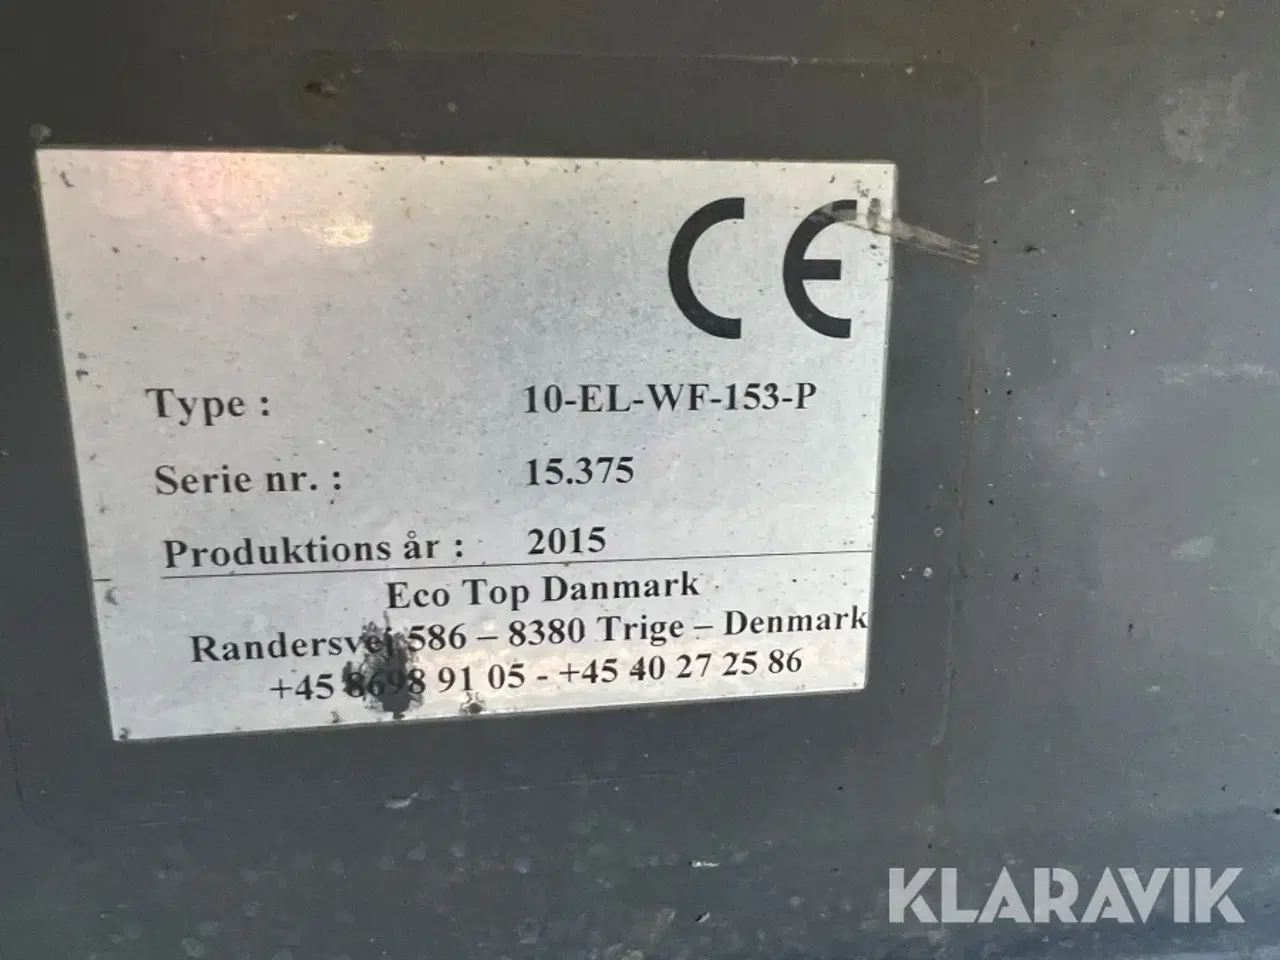 CE
Type : 10-EL-WF-153-P
Serie nr. : 15.375
Produktions år : 2015
Eco Top Danmark
Randersvej 586 – 8380 Trige – Denmark
+45 8698 91 05 - +45 40 27 25 86
KLARAVIK